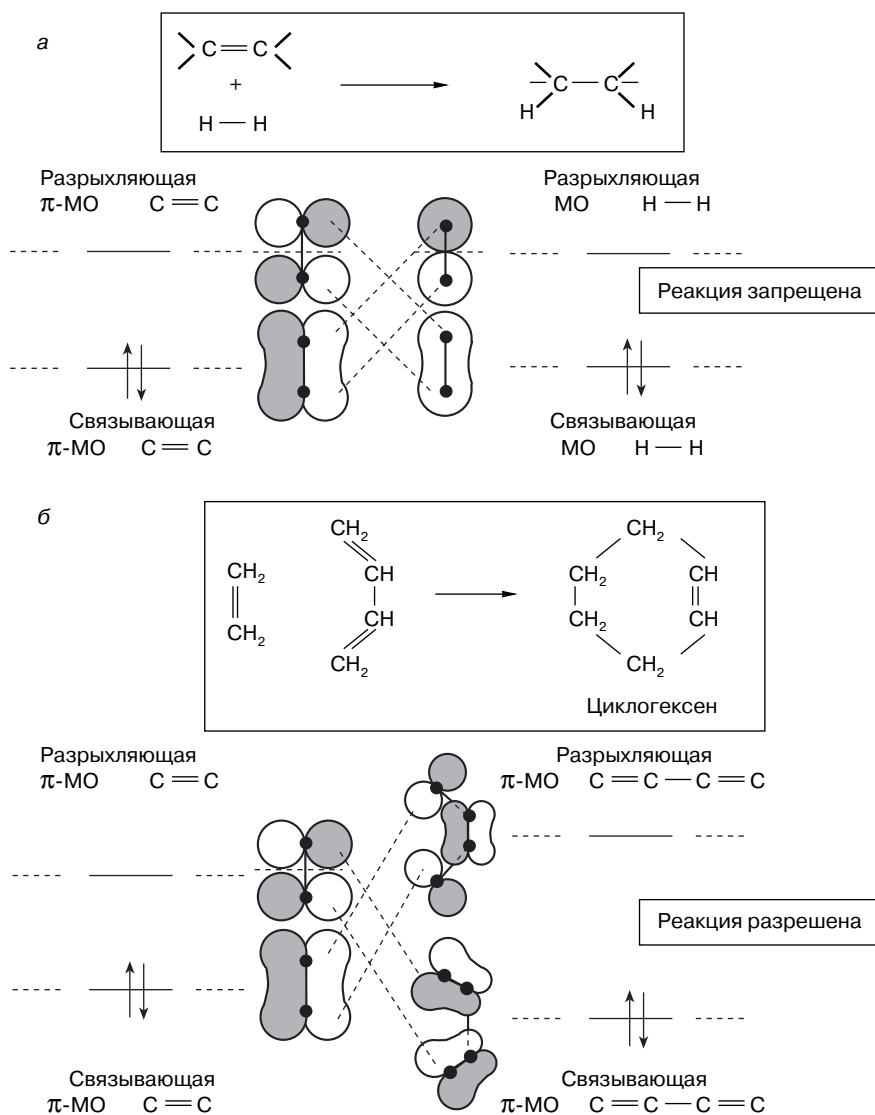 а
C = C
+
H — H
C — C
H H
Разрыхляющая
π-МО C = C
Разрыхляющая
МО H — H
Реакция запрещена
Связывающая
π-МО C = C
Связывающая
МО H — H
б
CH₂
CH₂
CH₂
CH
CH
CH₂
CH₂
CH₂
CH
CH₂
CH
CH₂
Циклогексен
Разрыхляющая
π-МО C = C
Разрыхляющая
π-МО C = C — C = C
Реакция разрешена
Связывающая
π-МО C = C
Связывающая
π-МО C = C — C = C